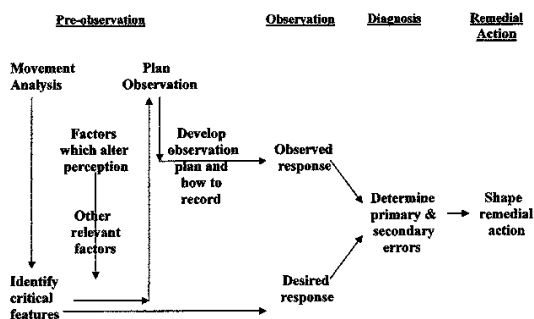 Pre-observation
Observation
Diagnosis
Remedial
Action
Movement
Analysis
Plan
Observation
Factors
which alter
perception
Develop
observation
plan and
how to
record
Observed
response
Other
relevant
factors
Determine
primary &
secondary
errors
Shape
remedial
action
Identify
critical
features
Desired
response